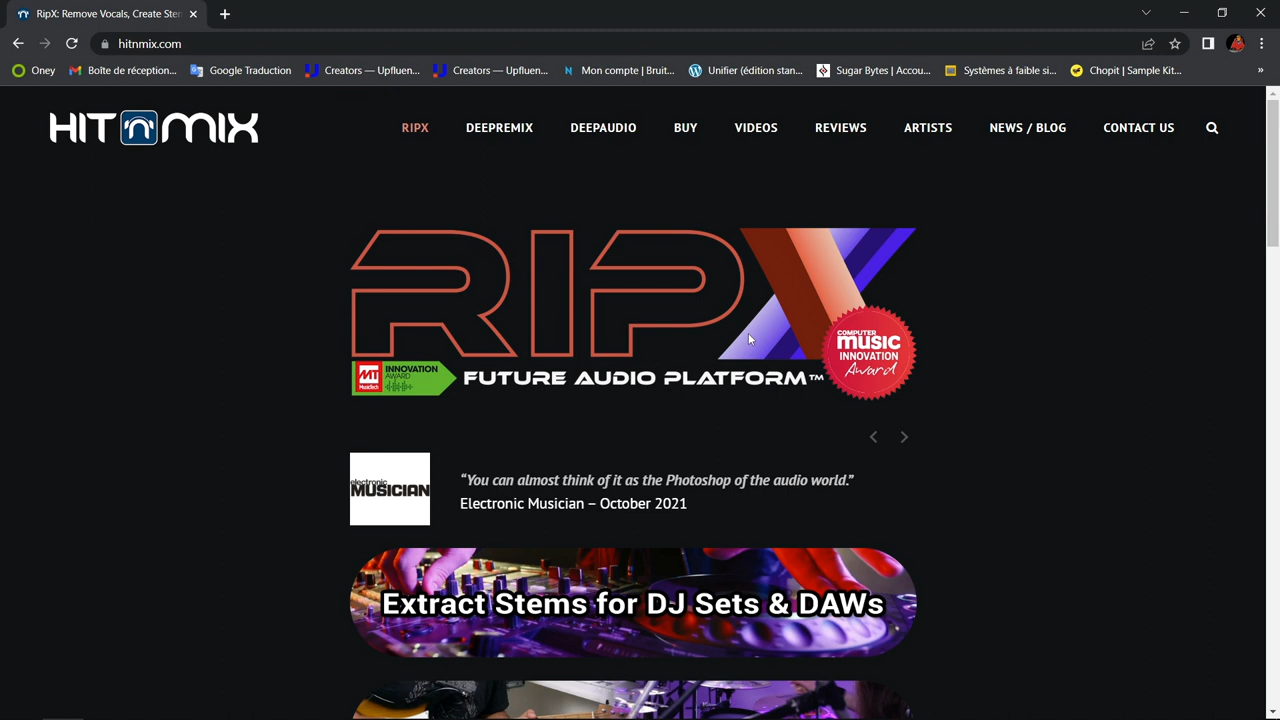 RipX: Remove Vocals, Create Sten
hitnmix.com
Oney
Boîte de réception...
Google Traduction
Creators — Upfluen...
Creators — Upfluen...
Mon compte | Bruit...
Unifier (édition stan...
Sugar Bytes | Accou...
Systèmes à faible si...
Chopit | Sample Kit...
»
HIT'n'MIX
RIPX
DEEPREMIX
DEEPAUDIO
BUY
VIDEOS
REVIEWS
ARTISTS
NEWS / BLOG
CONTACT US
RIPX
COMPUTER
music
INNOVATION
Award
MT
MusicTech
INNOVATION
AWARD
FUTURE AUDIO PLATFORM™
electronic
MUSICIAN
“You can almost think of it as the Photoshop of the audio world.”
Electronic Musician – October 2021
Extract Stems for DJ Sets & DAWs